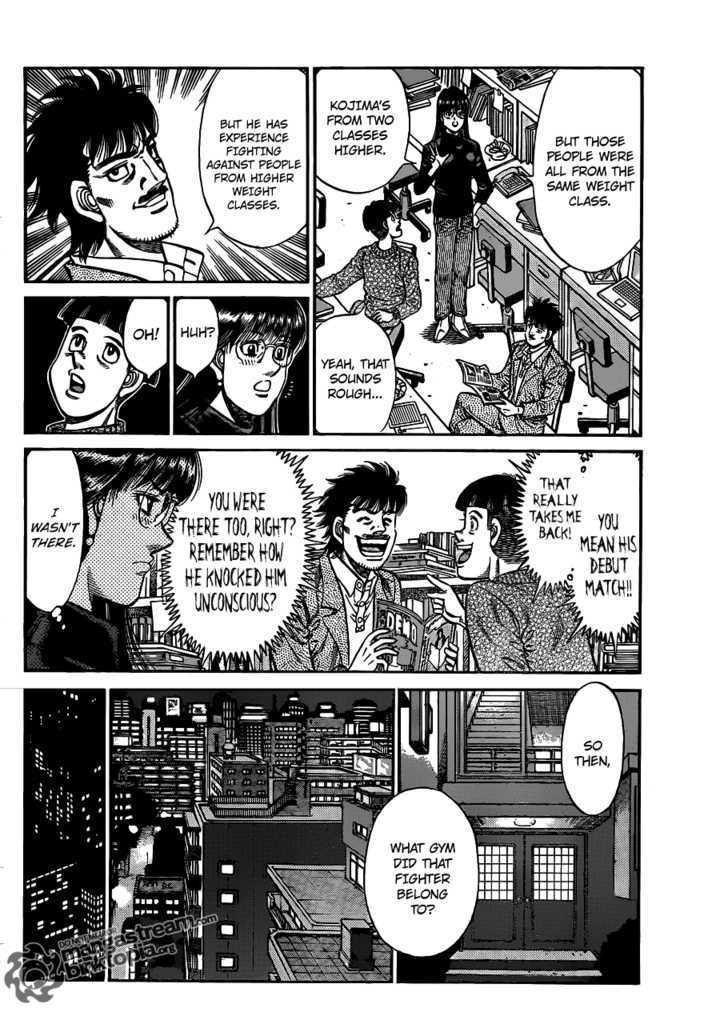 BUT THOSE
PEOPLE WERE
ALL FROM THE
SAME WEIGHT
CLASS.
KOJIMA'S
FROM TWO
CLASSES
HIGHER.
YEAH, THAT
SOUNDS
ROUGH...
BUT HE HAS
EXPERIENCE
FIGHTING
AGAINST PEOPLE
FROM HIGHER
WEIGHT
CLASSES.
HUH?
OH!
YOU
MEAN HIS
DEBUT
MATCH!!
THAT
REALLY
TAKES ME
BACK!
YOU WERE
THERE TOO, RIGHT?
REMEMBER HOW
HE KNOCKED HIM
UNCONSCIOUS?
I
WASN'T
THERE.
SO
THEN,
WHAT GYM
DID THAT
FIGHTER
BELONG
TO?
mangastream.com
binktopia.org